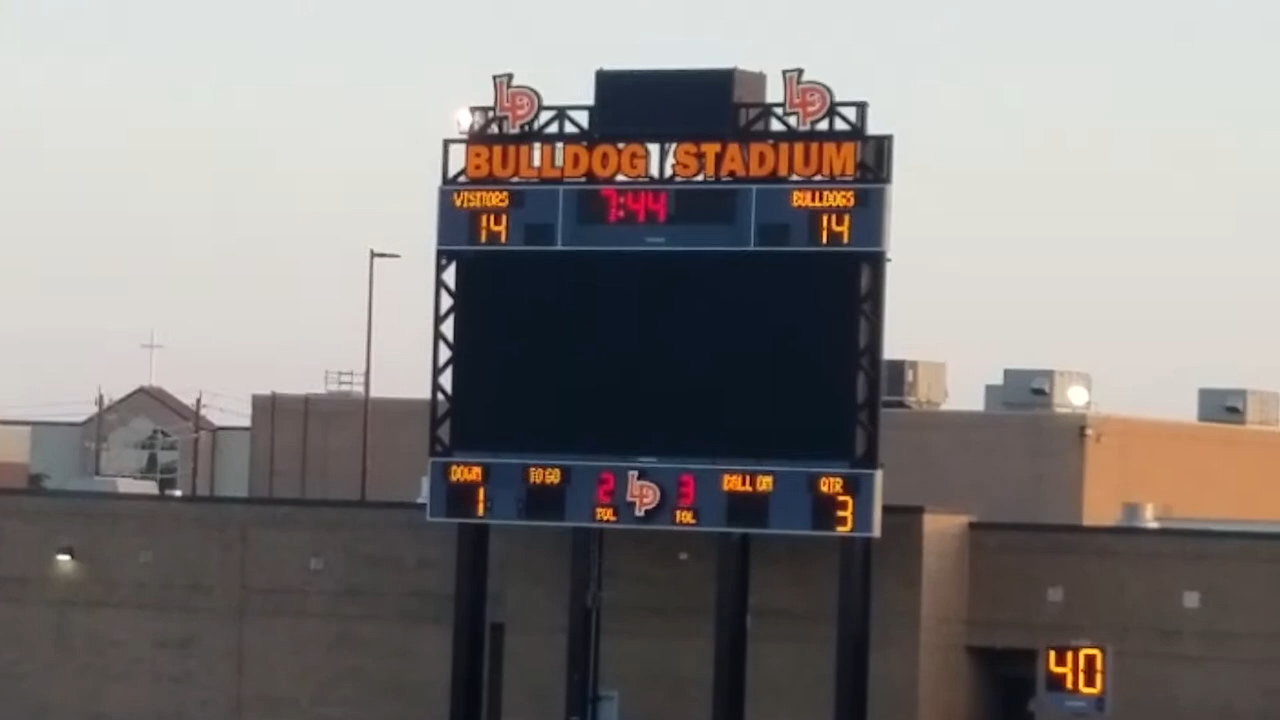 LP LP
BULLDOG STADIUM
VISITORS 7:44 BULLDOGS
14 14
DOWN TO GO 2 LP 3 BALL ON QTR
1 TOL TOL 3
40